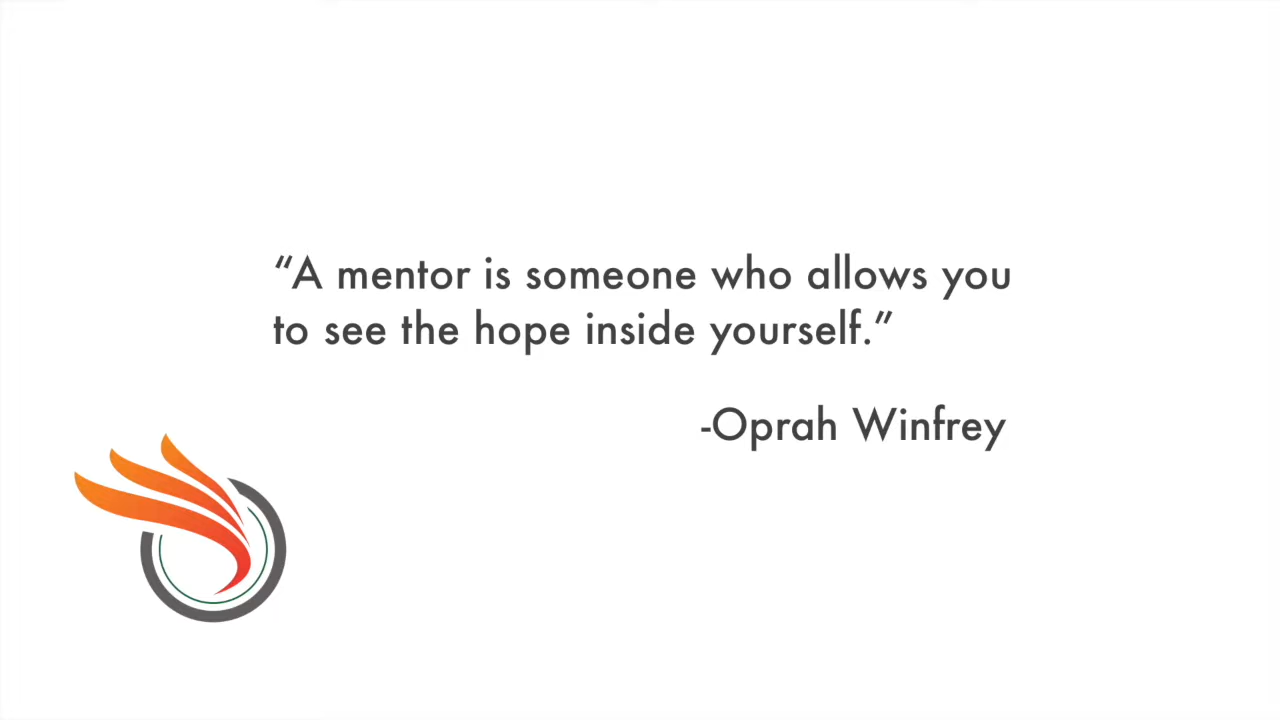 “A mentor is someone who allows you
to see the hope inside yourself.”
-Oprah Winfrey